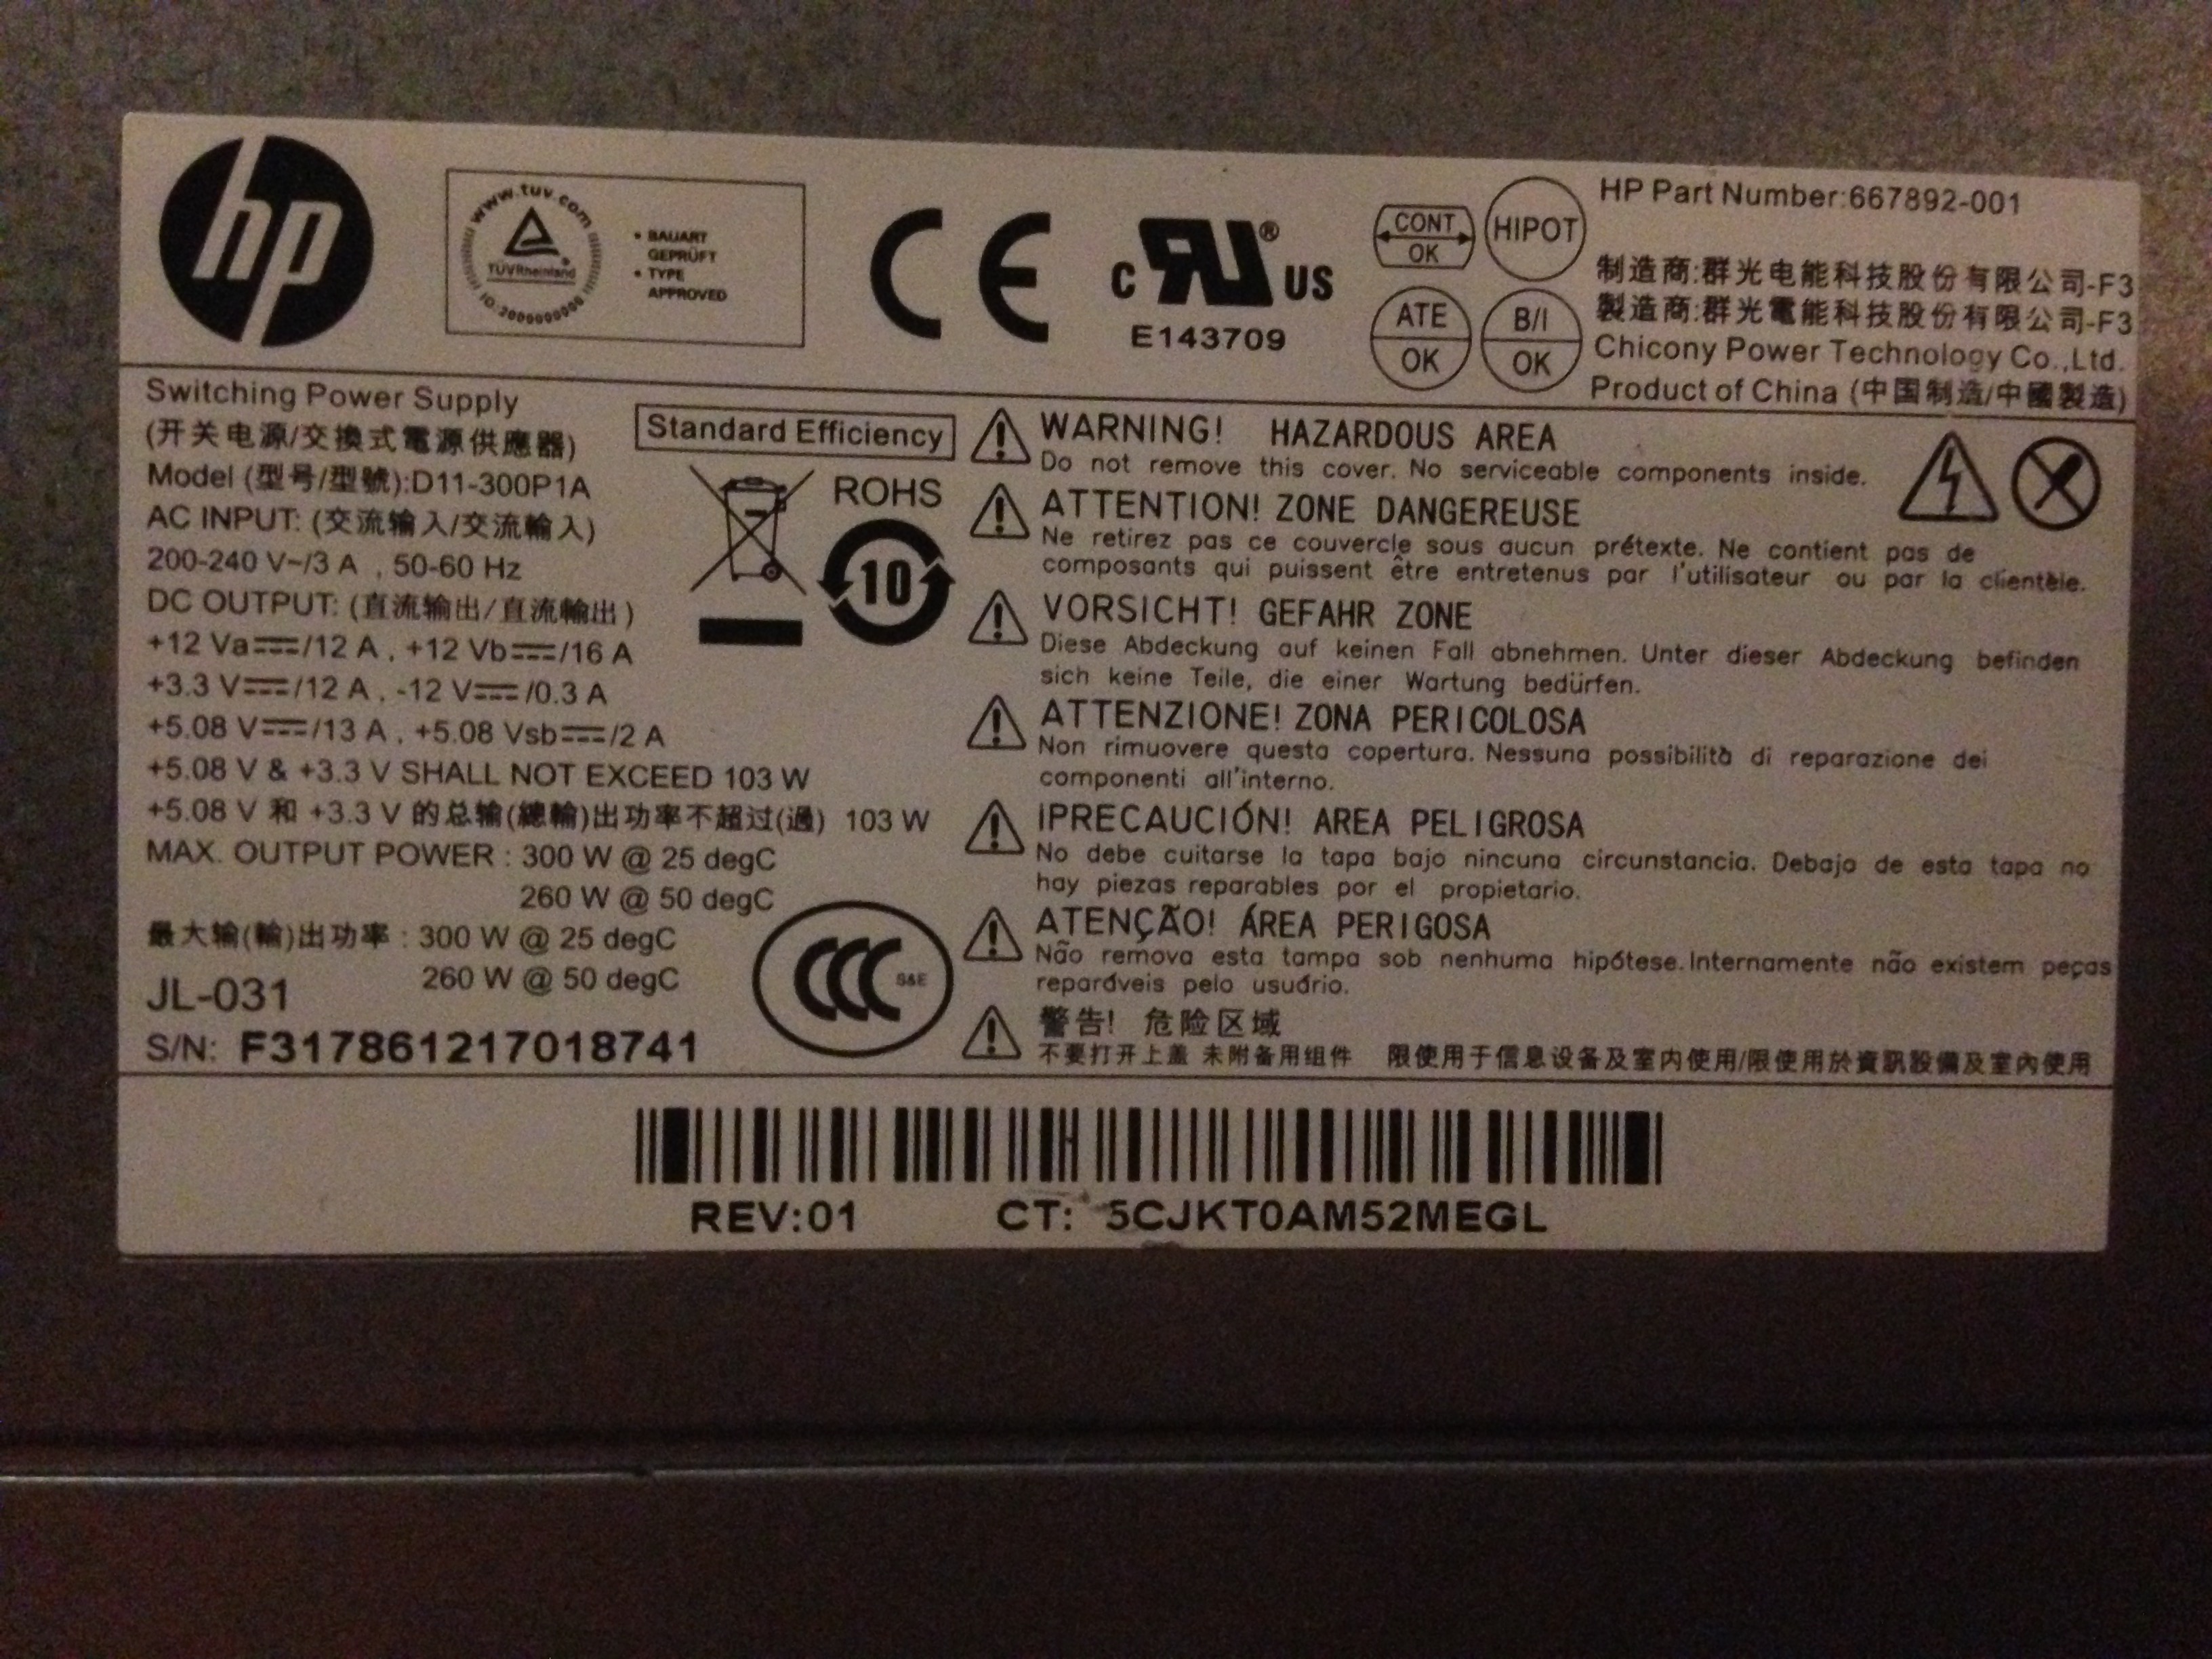 hp
www.tuv.com
TÜVRheinland
• BAUART
GEPRÜFT
• TYPE
APPROVED
CE
C RU ® US
E143709
CONT
OK
HIPOT
ATE
OK
B/I
OK
HP Part Number:667892-001
制造商:群光电能科技股份有限公司-F3
製造商:群光電能科技股份有限公司-F3
Chicony Power Technology Co.,Ltd.
Product of China (中国制造/中國製造)
Switching Power Supply
(开关电源/交換式電源供應器)
Model (型号/型號):D11-300P1A
AC INPUT: (交流输入/交流輸入)
200-240 V~/3 A , 50-60 Hz
DC OUTPUT: (直流输出/直流輸出)
+12 Va⎓/12 A , +12 Vb⎓/16 A
+3.3 V⎓/12 A , -12 V⎓/0.3 A
+5.08 V⎓/13 A , +5.08 Vsb⎓/2 A
+5.08 V & +3.3 V SHALL NOT EXCEED 103 W
+5.08 V 和 +3.3 V 的总输(總輸)出功率不超过(過) 103 W
MAX. OUTPUT POWER : 300 W @ 25 degC
260 W @ 50 degC
最大输(輸)出功率 : 300 W @ 25 degC
260 W @ 50 degC
JL-031
S/N: F317861217018741
Standard Efficiency
ROHS
10
CCC S&E
WARNING! HAZARDOUS AREA
Do not remove this cover. No serviceable components inside.
ATTENTION! ZONE DANGEREUSE
Ne retirez pas ce couvercle sous aucun prétexte. Ne contient pas de
composants qui puissent être entretenus par l'utilisateur ou par la clientèle.
VORSICHT! GEFAHR ZONE
Diese Abdeckung auf keinen Fall abnehmen. Unter dieser Abdeckung befinden
sich keine Teile, die einer Wartung bedürfen.
ATTENZIONE! ZONA PERICOLOSA
Non rimuovere questa copertura. Nessuna possibilità di reparazione dei
componenti all'interno.
¡PRECAUCIÓN! AREA PELIGROSA
No debe cuitarse la tapa bajo nincuna circunstancia. Debajo de esta tapa no
hay piezas reparables por el propietario.
ATENÇÃO! ÁREA PERIGOSA
Não remova esta tampa sob nenhuma hipótese. Internamente não existem peças
reparáveis pelo usuário.
警告! 危险区域
不要打开上盖 未附备用组件 限使用于信息设备及室内使用/限使用於資訊設備及室內使用
REV:01 CT: 5CJKT0AM52MEGL